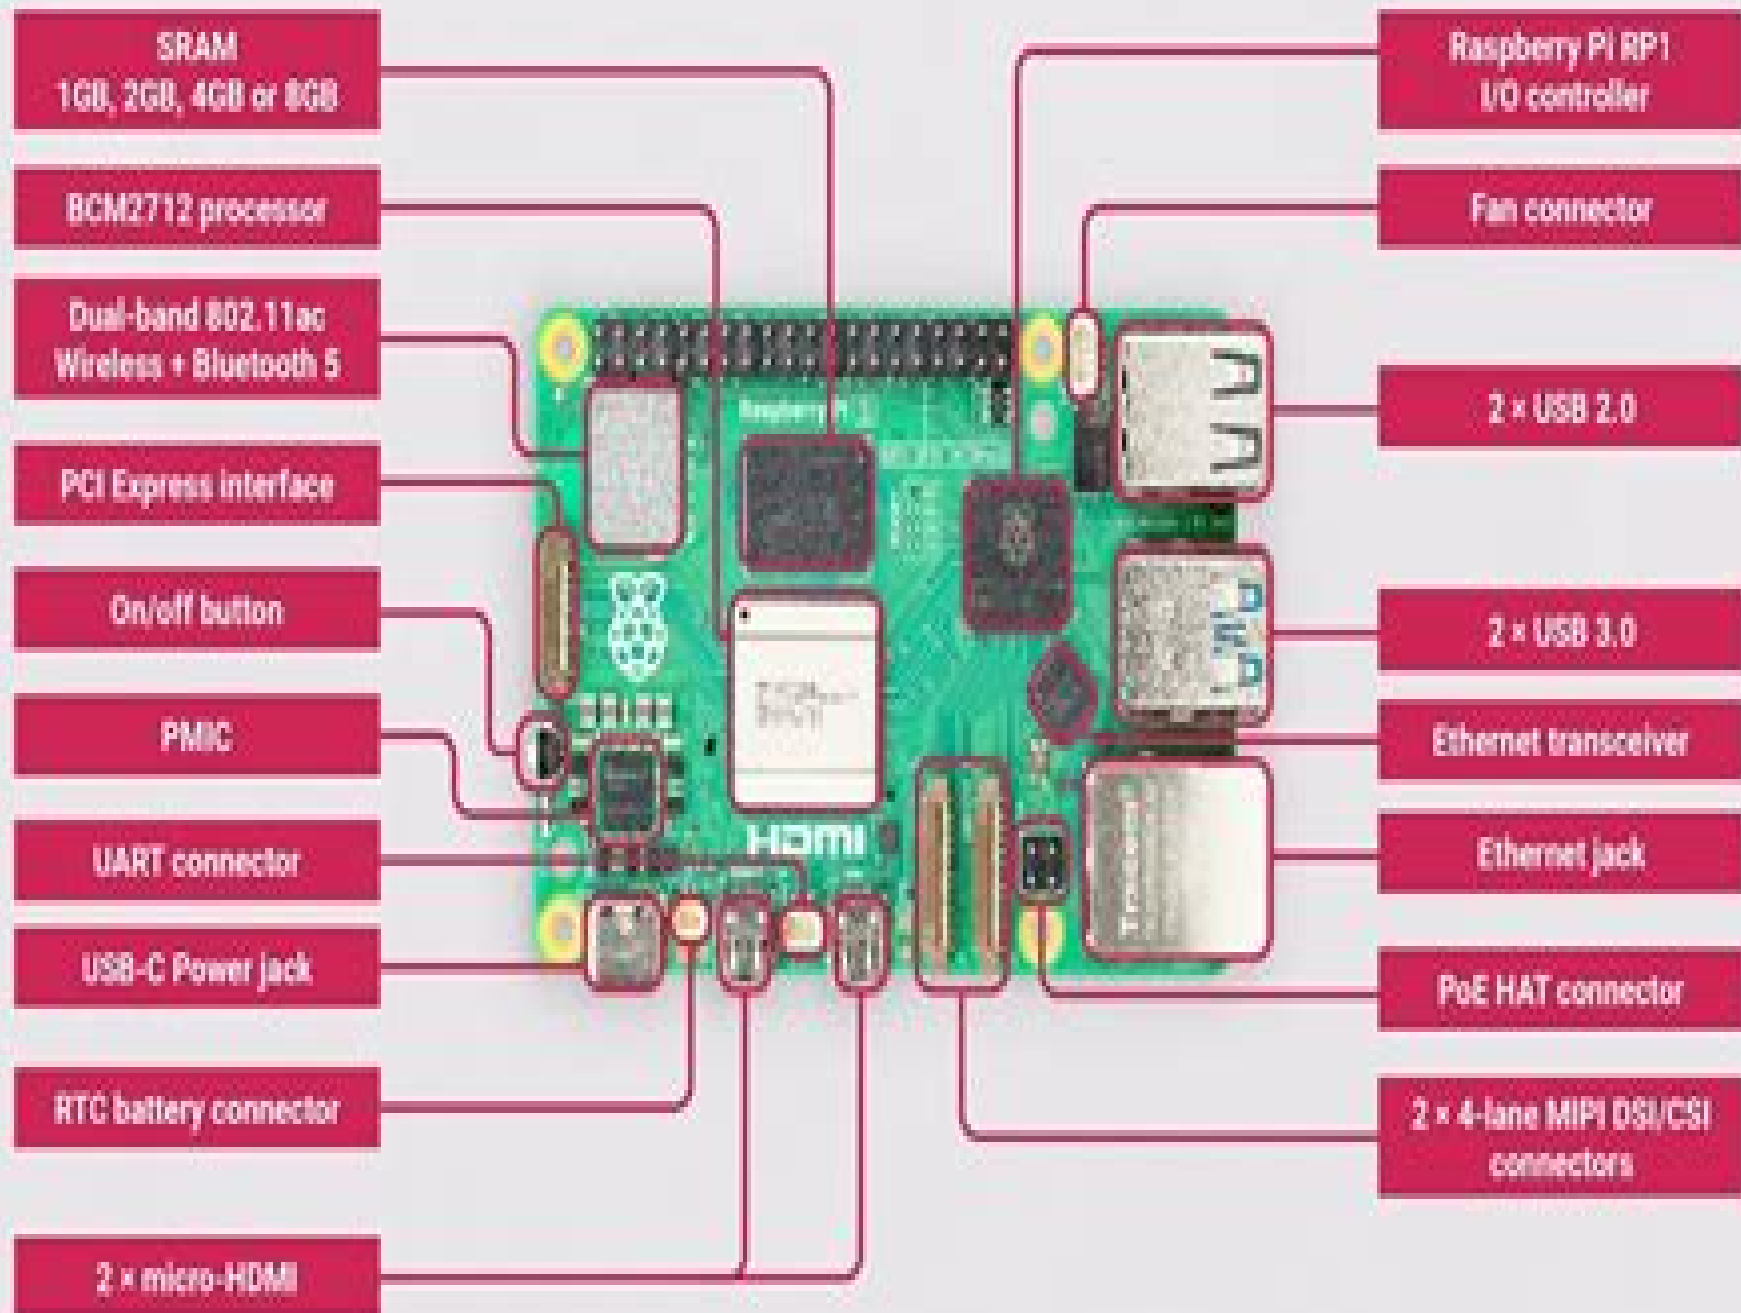 SRAM
1GB, 2GB, 4GB or 8GB
BCM2712 processor
Dual-band 802.11ac
Wireless + Bluetooth 5
PCI Express interface
On/off button
PMIC
UART connector
USB-C Power jack
RTC battery connector
2 × micro-HDMI
Raspberry Pi RP1
I/O controller
Fan connector
2 × USB 2.0
2 × USB 3.0
Ethernet transceiver
Ethernet jack
PoE HAT connector
2 × 4-lane MIPI DSI/CSI
connectors
Raspberry Pi
HDMI